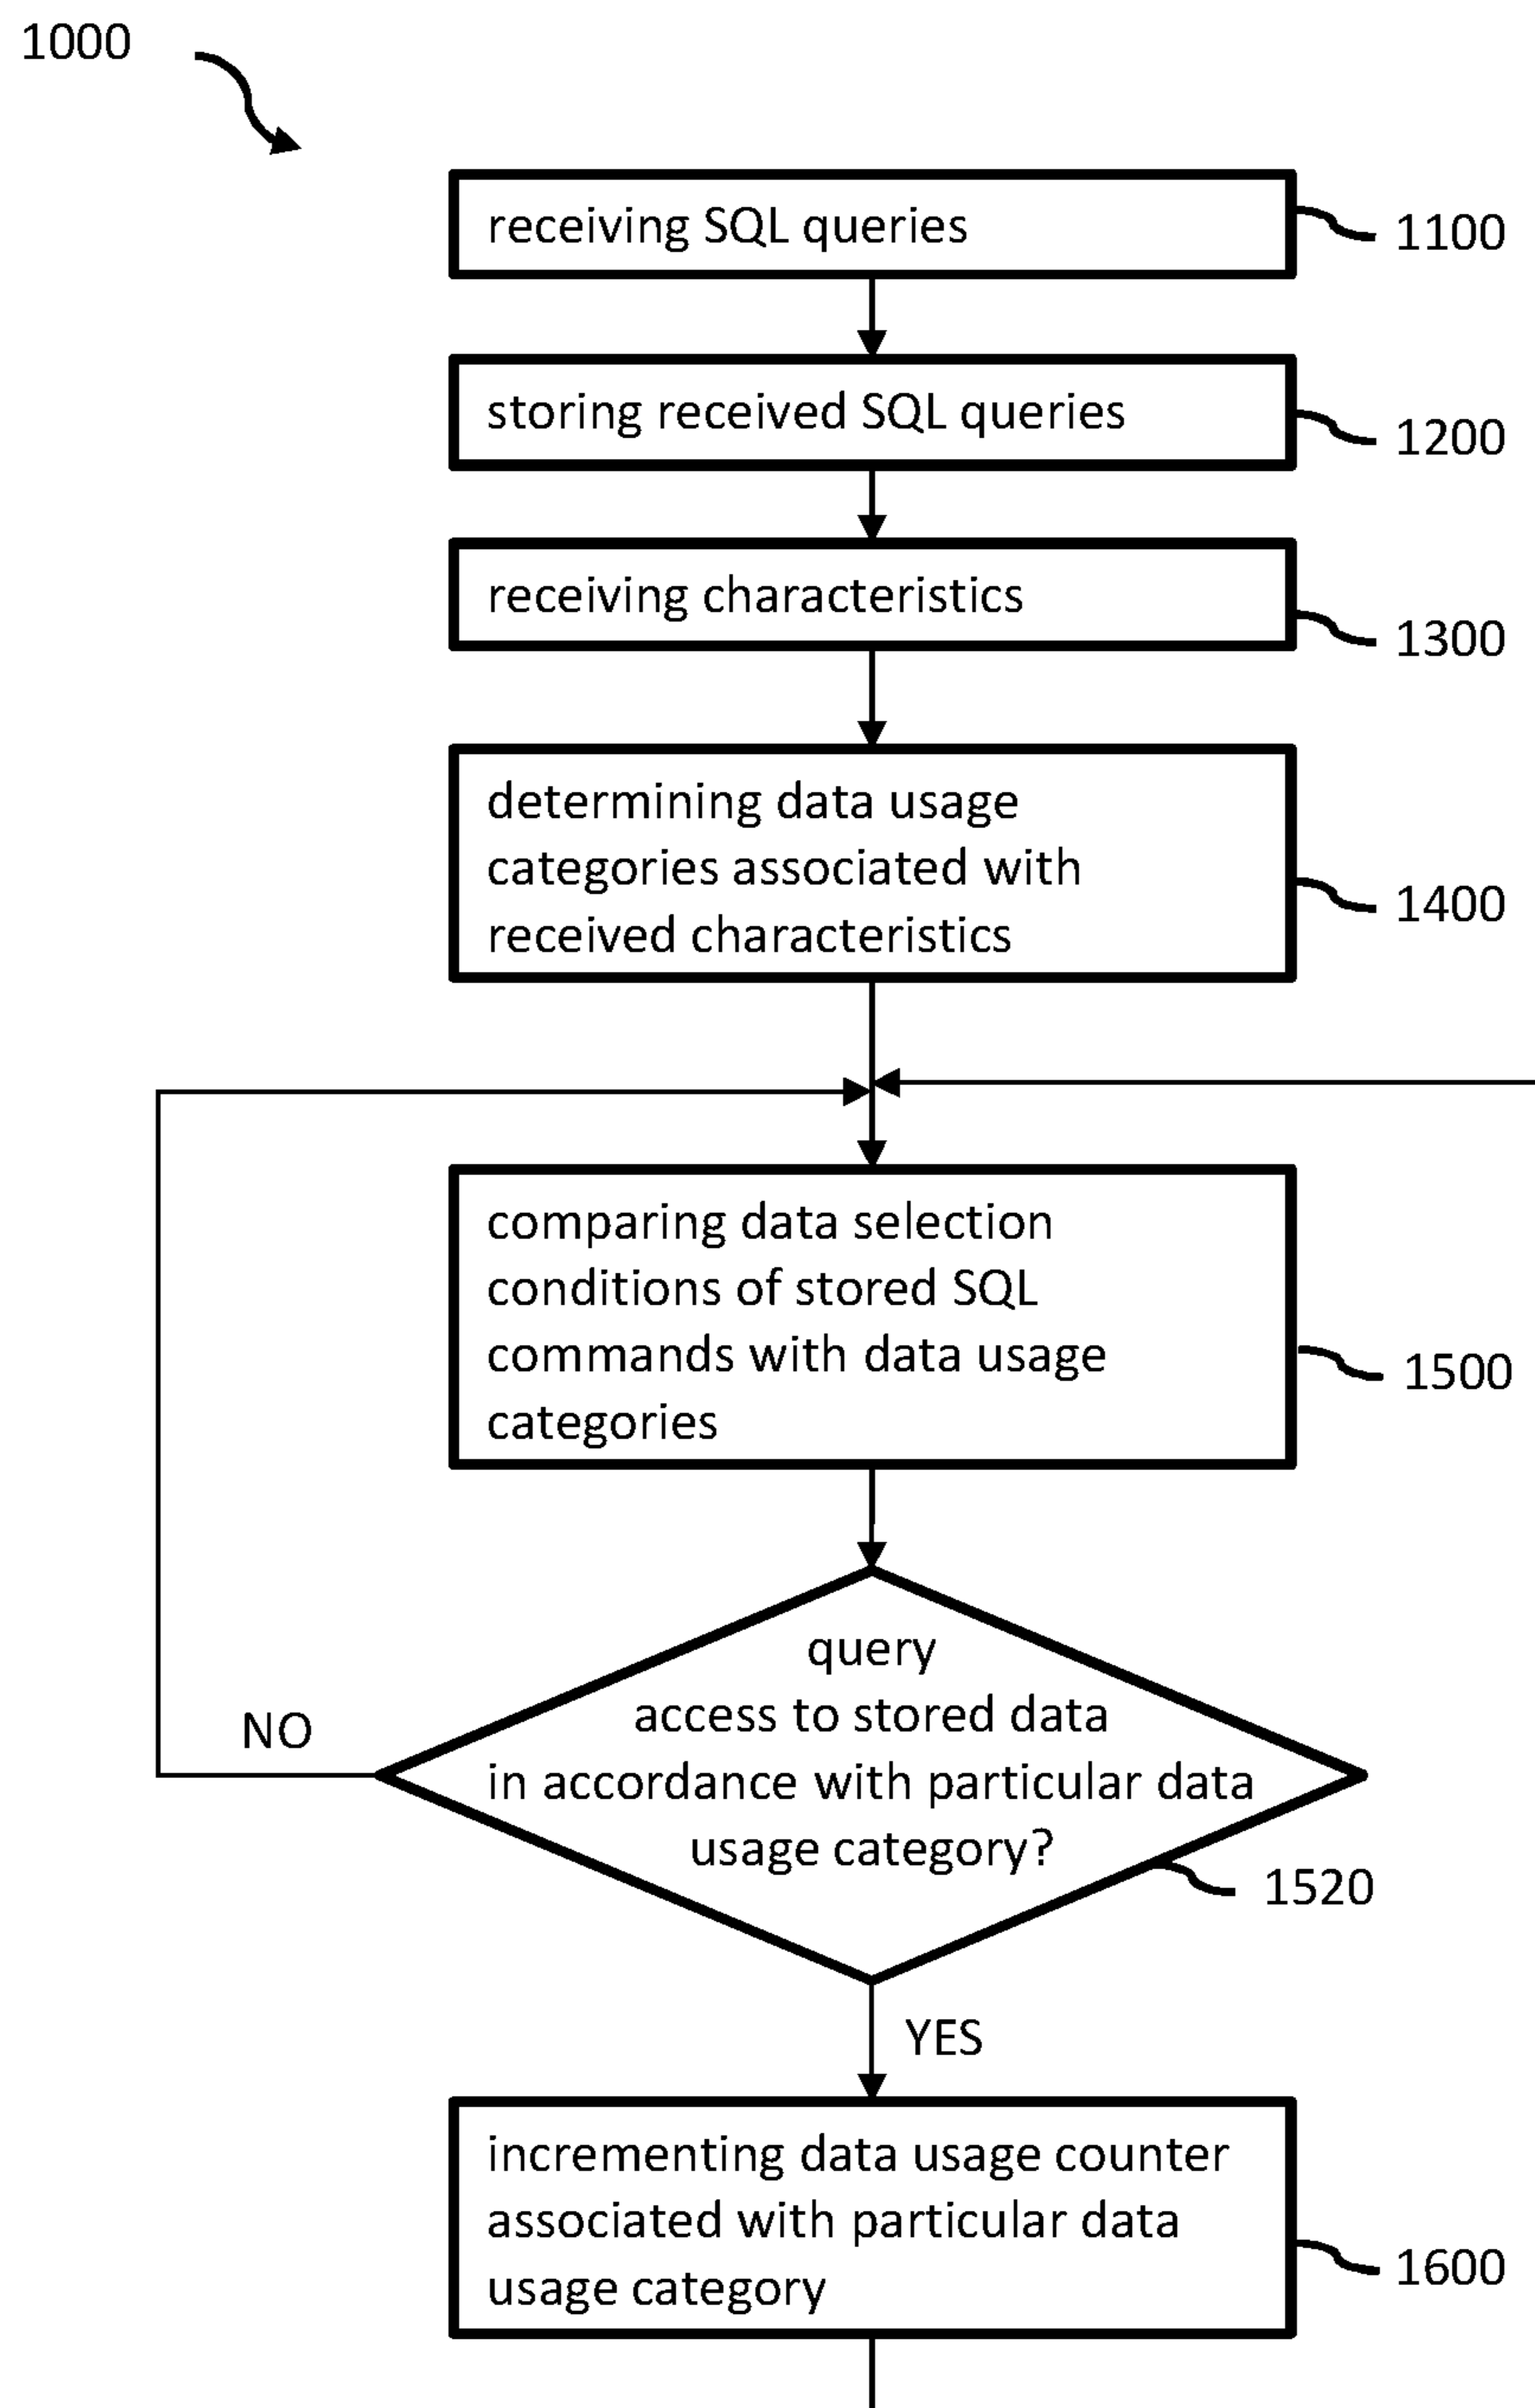 1000
receiving SQL queries
1100
storing received SQL queries
1200
receiving characteristics
1300
determining data usage
categories associated with
received characteristics
1400
comparing data selection
conditions of stored SQL
commands with data usage
categories
1500
query
access to stored data
in accordance with particular data
usage category?
NO
1520
YES
incrementing data usage counter
associated with particular data
usage category
1600